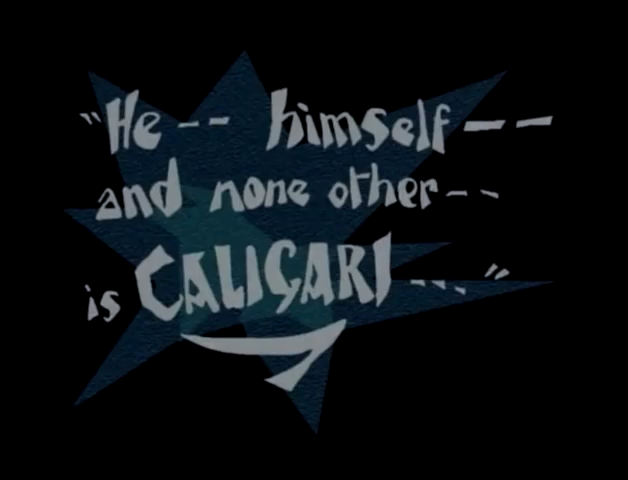 "He -- himself --
and none other --
is CALIGARI ---"